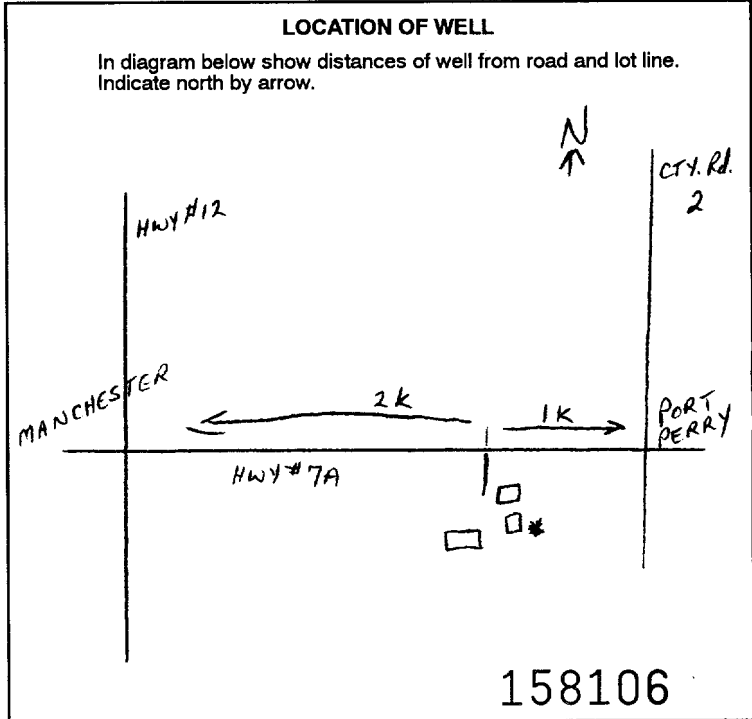 LOCATION OF WELL
In diagram below show distances of well from road and lot line.
Indicate north by arrow.
N
CTY. Rd.
2
HWY #12
MANCHESTER
2 K
1 K
PORT
PERRY
HWY # 7A
158106